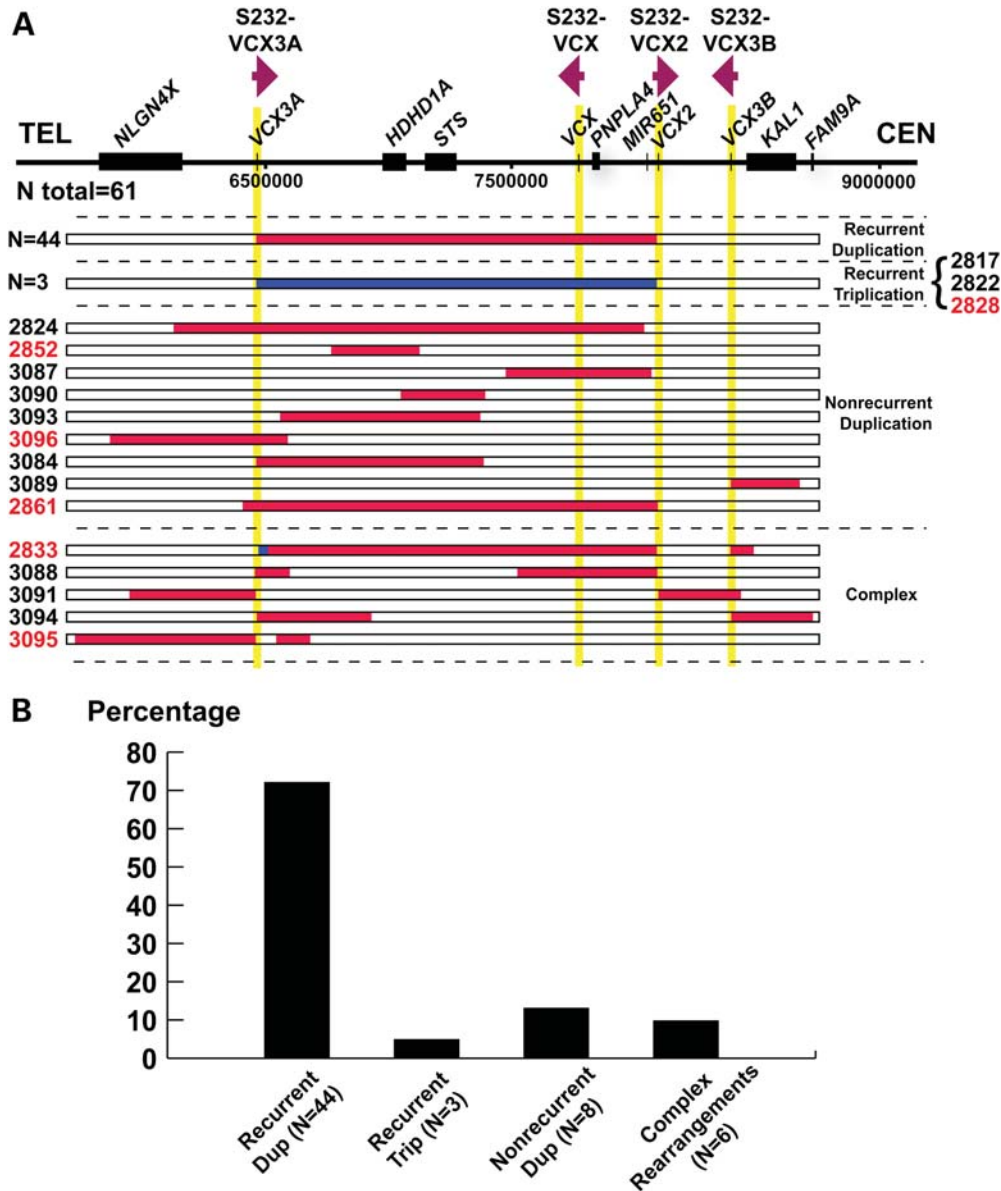 A
S232-VCX3A
S232-VCX
S232-VCX2
S232-VCX3B
TEL
NLGN4X
VCX3A
HDHD1A
STS
VCX
PNPLA4
MIR651
VCX2
VCX3B
KAL1
FAM9A
CEN
N total=61
6500000
7500000
9000000
N=44
Recurrent
Duplication
N=3
Recurrent
Triplication
{
2817
2822
2828
2824
2852
3087
3090
3093
3096
3084
3089
2861
Nonrecurrent
Duplication
2833
3088
3091
3094
3095
Complex
B
Percentage
80
70
60
50
40
30
20
10
0
Recurrent
Dup (N=44)
Recurrent
Trip (N=3)
Nonrecurrent
Dup (N=8)
Complex
Rearrangements
(N=6)